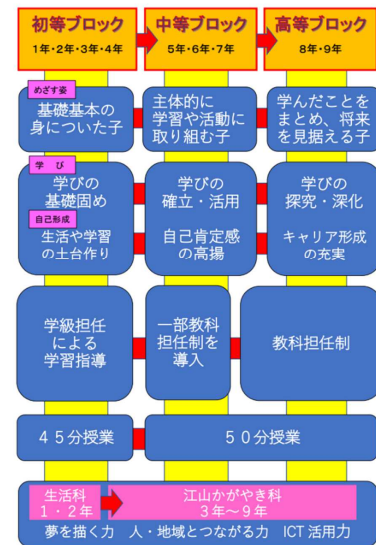 初等ブロック
1年・2年・3年・4年
中等ブロック
5年・6年・7年
高等ブロック
8年・9年
めざす姿
基礎基本の
身についた子
主体的に
学習や活動に
取り組む子
学んだことを
まとめ、将来
を見据える子
学び
学びの
基礎固め
自己形成
生活や学習
の土台作り
学びの
確立・活用
自己肯定感
の高揚
学びの
探究・深化
キャリア形成
の充実
学級担任
による
学習指導
一部教科
担任制を
導入
教科担任制
45分授業
50分授業
生活科
1・2年
江山かがやき科
3年～9年
夢を描く力 人・地域とつながる力 ICT活用力